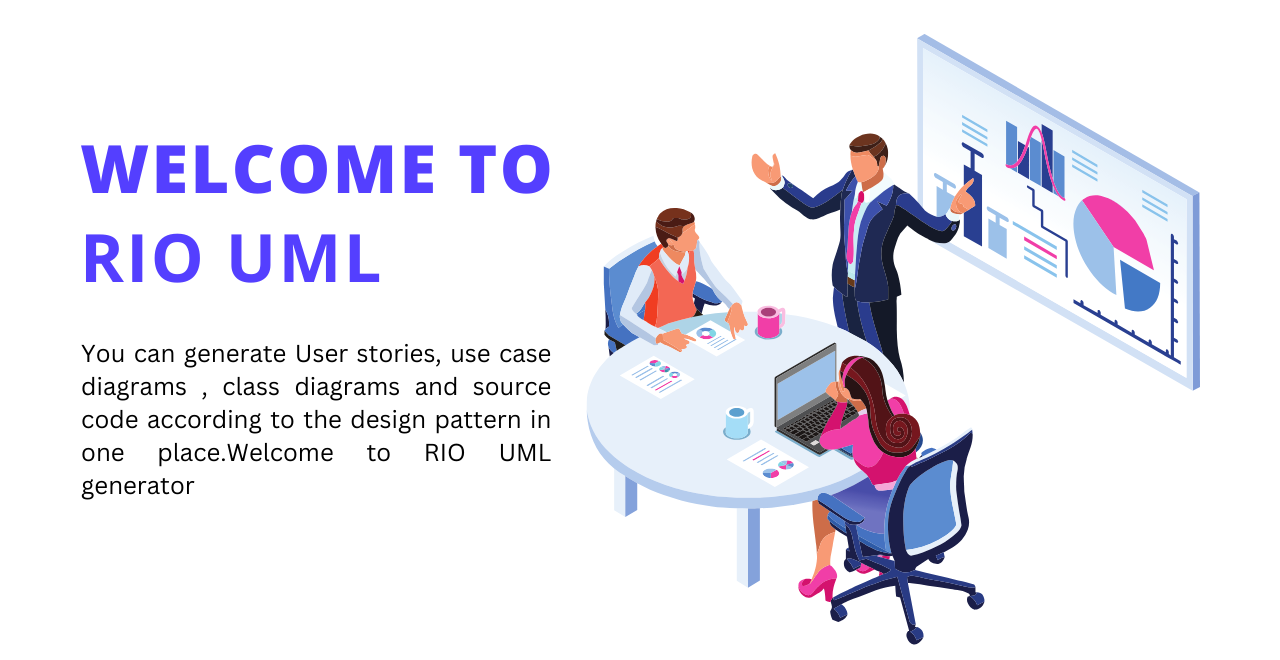 WELCOME TO
RIO UML
You can generate User stories, use case
diagrams , class diagrams and source
code according to the design pattern in
one place.Welcome to RIO UML
generator